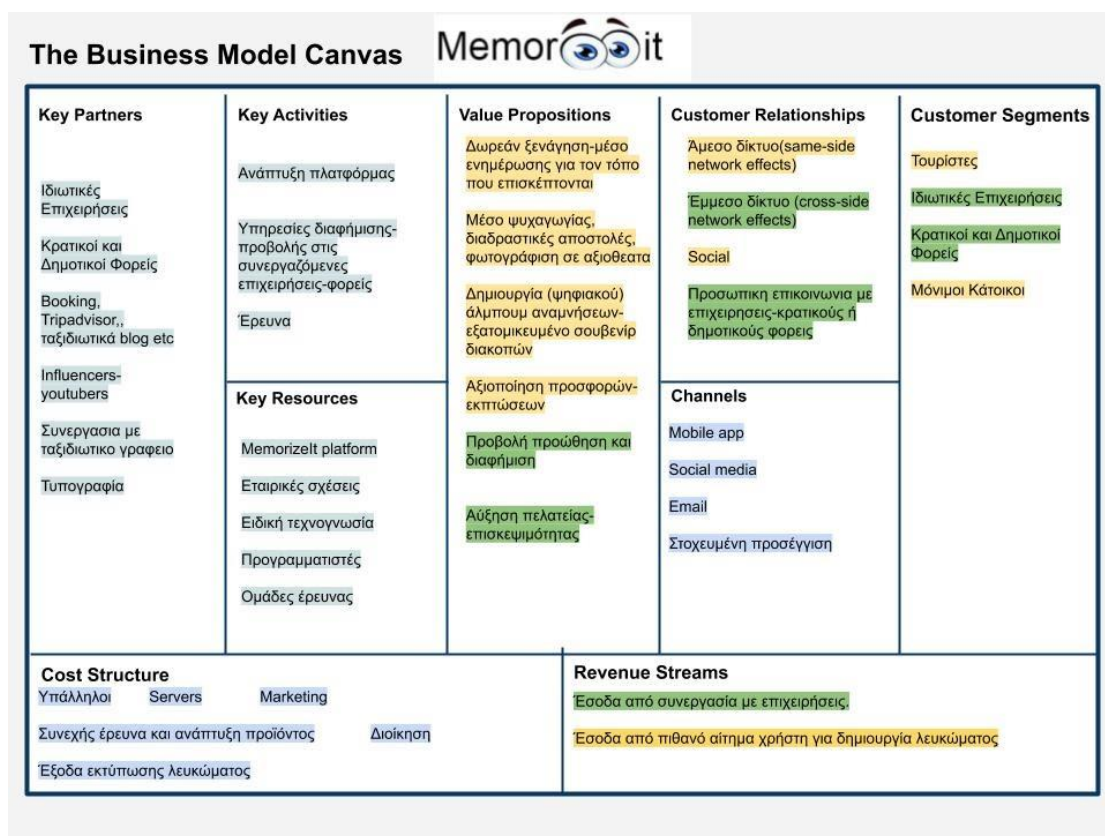 The Business Model Canvas
Memor it
Key Partners
Ιδιωτικές
Επιχειρήσεις
Κρατικοί και
Δημοτικοί Φορείς
Booking,
Tripadvisor,,
ταξιδιωτικά blog etc
Influencers-
youtubers
Συνεργασια με
ταξιδιωτικο γραφειο
Τυπογραφία
Key Activities
Ανάπτυξη πλατφόρμας
Υπηρεσίες διαφήμισης-
προβολής στις
συνεργαζόμενες
επιχειρήσεις-φορείς
Έρευνα
Key Resources
MemorizeIt platform
Εταιρικές σχέσεις
Ειδική τεχνογνωσία
Προγραμματιστές
Ομάδες έρευνας
Value Propositions
Δωρεάν ξενάγηση-μέσο
ενημέρωσης για τον τόπο
που επισκέπτονται
Μέσο ψυχαγωγίας,
διαδραστικές αποστολές,
φωτογράφιση σε αξιοθεατα
Δημιουργία (ψηφιακού)
άλμπουμ αναμνήσεων-
εξατομικευμένο σουβενίρ
διακοπών
Αξιοποίηση προσφορών-
εκπτώσεων
Προβολή προώθηση και
διαφήμιση
Αύξηση πελατείας-
επισκεψιμότητας
Customer Relationships
Άμεσο δίκτυο(same-side
network effects)
Έμμεσο δίκτυο (cross-side
network effects)
Social
Προσωπικη επικοινωνια με
επιχειρησεις-κρατικούς ή
δημοτικούς φορεις
Channels
Mobile app
Social media
Email
Στοχευμένη προσέγγιση
Customer Segments
Τουρίστες
Ιδιωτικές Επιχειρήσεις
Κρατικοί και Δημοτικοί
Φορείς
Μόνιμοι Κάτοικοι
Cost Structure
Υπάλληλοι Servers Marketing
Συνεχής έρευνα και ανάπτυξη προϊόντος Διοίκηση
Έξοδα εκτύπωσης λευκώματος
Revenue Streams
Έσοδα από συνεργασία με επιχειρήσεις.
Έσοδα από πιθανό αίτημα χρήστη για δημιουργία λευκώματος